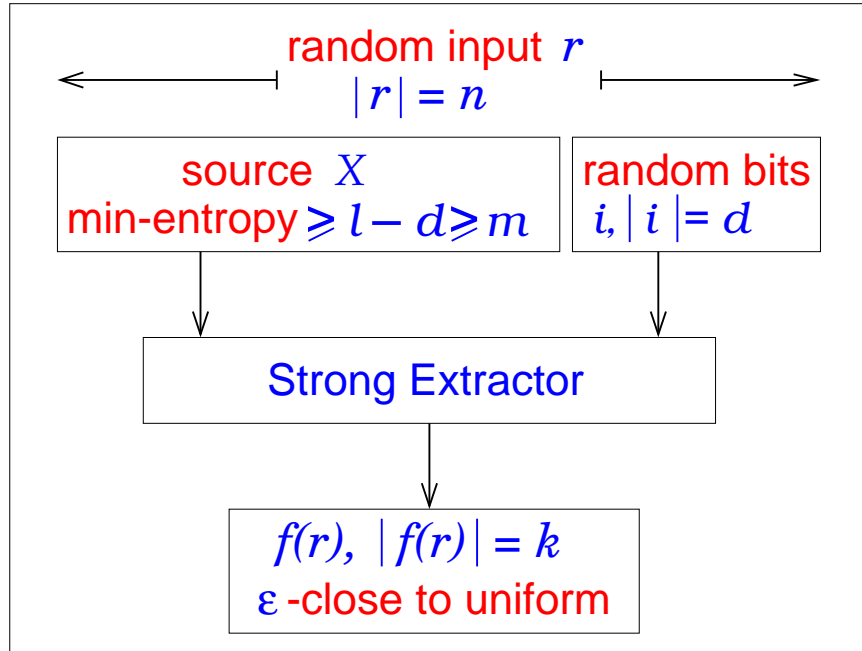 random input r
|r| = n
source X
min-entropy ⩾ l – d ⩾ m
random bits
i, | i | = d
Strong Extractor
f(r), |f(r)| = k
ε -close to uniform